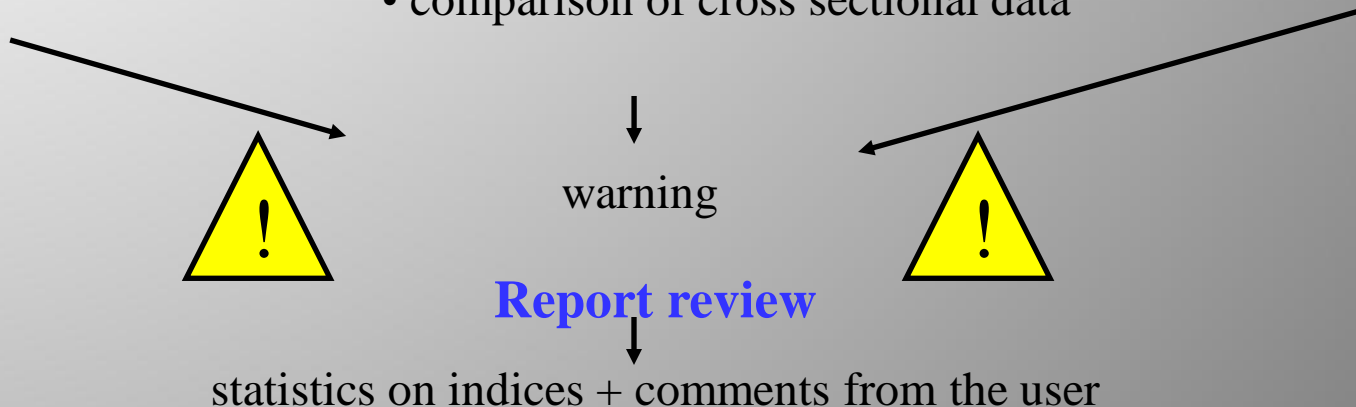 • comparison of cross sectional data
warning
! !
Report review
statistics on indices + comments from the user